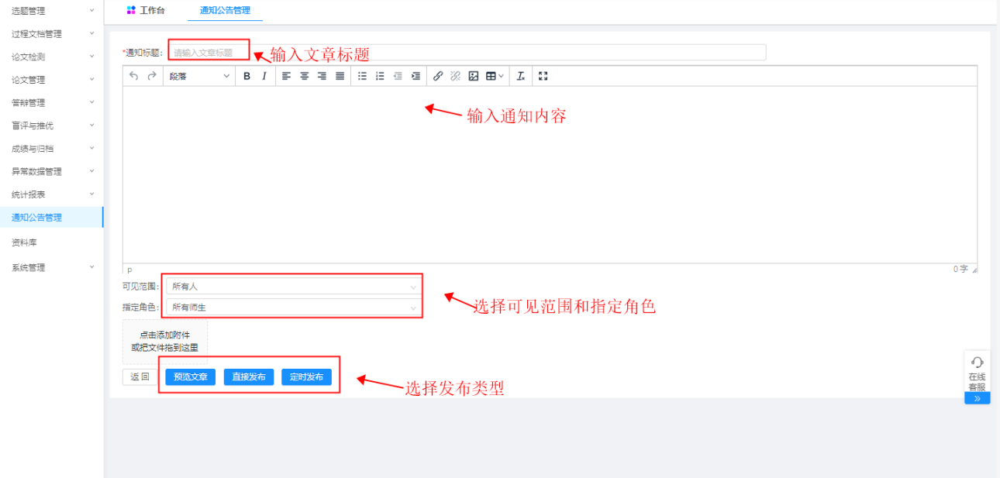 选题管理
过程文档管理
论文检测
论文管理
答辩管理
盲评与推优
成绩与归档
异常数据管理
统计报表
通知公告管理
资料库
系统管理
工作台
通知公告管理
*通知标题：
请输入文章标题
输入文章标题
段落
B I
输入通知内容
p
0 字
可见范围：
所有人
指定角色：
所有师生
选择可见范围和指定角色
点击添加附件
或把文件拖到这里
返 回
预览文章
直接发布
定时发布
选择发布类型
在线
客服